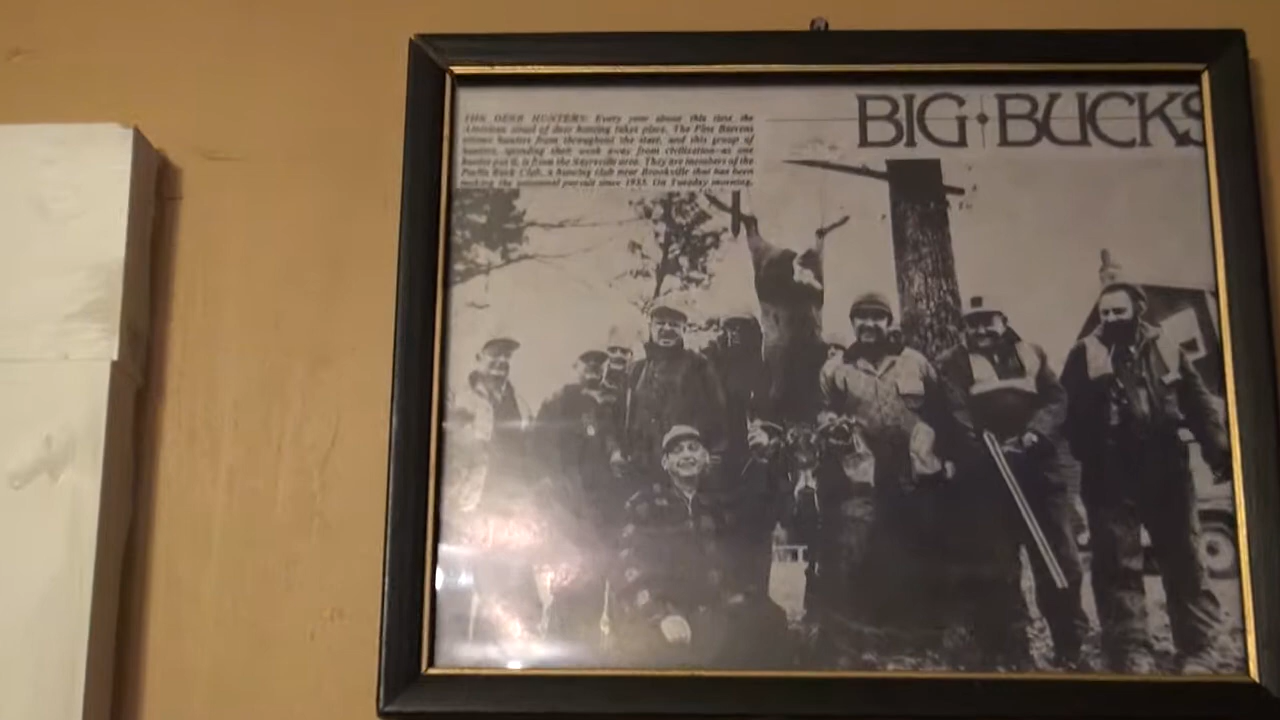 THE DEER HUNTERS: Every year about this time the
American ritual of deer hunting takes place. The Pine Barrens
hunters from throughout the state, and this group of
hunters, spending their week away from civilization—as one
hunter put it, is from the Sayreville area. They are members of the
Buck Club, a hunting club near Brookville that has been
making the seasonal pursuit since 1933. On Tuesday morning,
BIG BUCKS